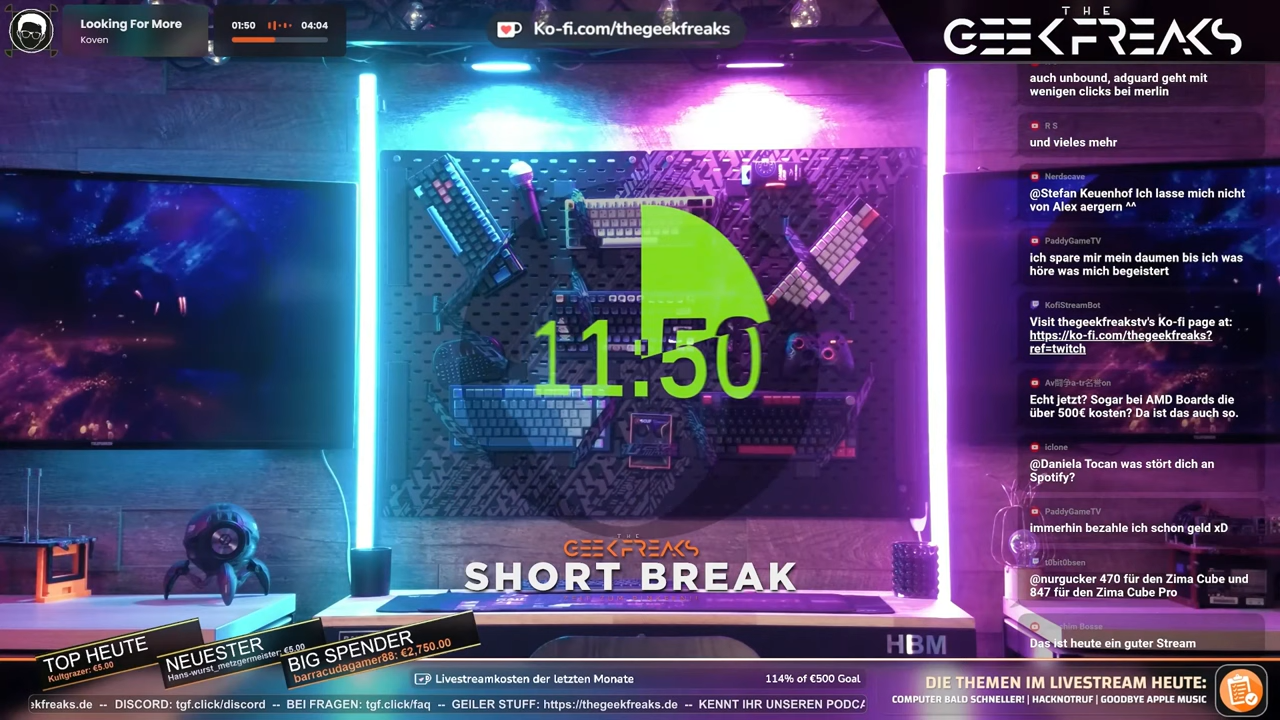 Looking For More
Koven
01:50
04:04
Ko-fi.com/thegeekfreaks
THE
GEEKFREAKS
auch unbound, adguard geht mit
wenigen clicks bei merlin
R S
und vieles mehr
Nerdscave
@Stefan Keuenhof Ich lasse mich nicht
von Alex aergern ^^
PaddyGameTV
ich spare mir mein daumen bis ich was
höre was mich begeistert
KofiStreamBot
Visit thegeekfreakstv's Ko-fi page at:
https://ko-fi.com/thegeekfreaks?
ref=twitch
Echt jetzt? Sogar bei AMD Boards die
über 500€ kosten? Da ist das auch so.
iclone
@Daniela Tocan was stört dich an
Spotify?
PaddyGameTV
immerhin bezahle ich schon geld xD
t0bit0bsen
@nurgucker 470 für den Zima Cube und
847 für den Zima Cube Pro
Bosse
Das ist heute ein guter Stream
11:50
THE
GEEKFREAKS
SHORT BREAK
HBM
TOP HEUTE
Kultgrazer: €5.00
NEUESTER
Hans-wurst_metzgermeister: €5.00
BIG SPENDER
barracudagamer88: €2,750.00
Livestreamkosten der letzten Monate
114% of €500 Goal
ekfreaks.de -- DISCORD: tgf.click/discord -- BEI FRAGEN: tgf.click/faq -- GEILER STUFF: https://thegeekfreaks.de -- KENNT IHR UNSEREN PODCA
DIE THEMEN IM LIVESTREAM HEUTE:
COMPUTER BALD SCHNELLER! | HACKNOTRUF | GOODBYE APPLE MUSIC